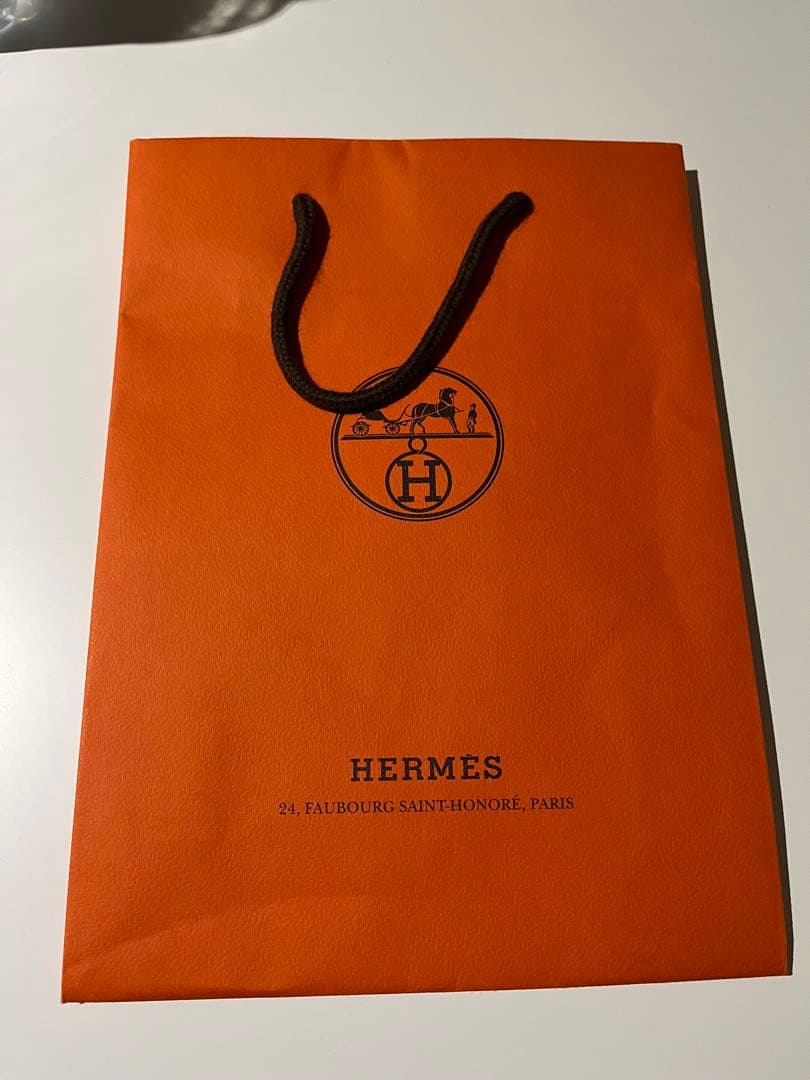 H
HERMÈS
24, FAUBOURG SAINT-HONORÉ, PARIS